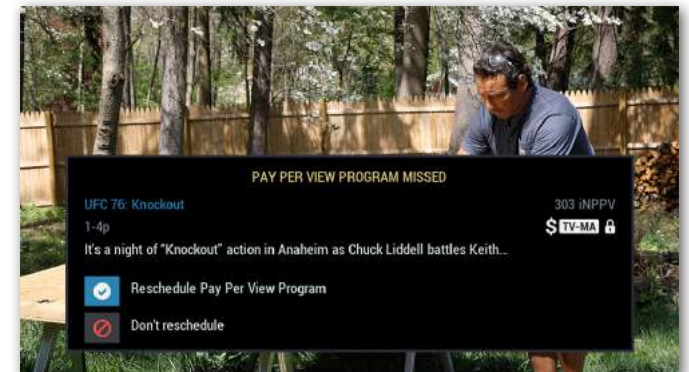 PAY PER VIEW PROGRAM MISSED
UFC 76: Knockout 303 iNPPV
1-4p $ TV-MA
It's a night of "Knockout" action in Anaheim as Chuck Liddell battles Keith...
Reschedule Pay Per View Program
Don't reschedule